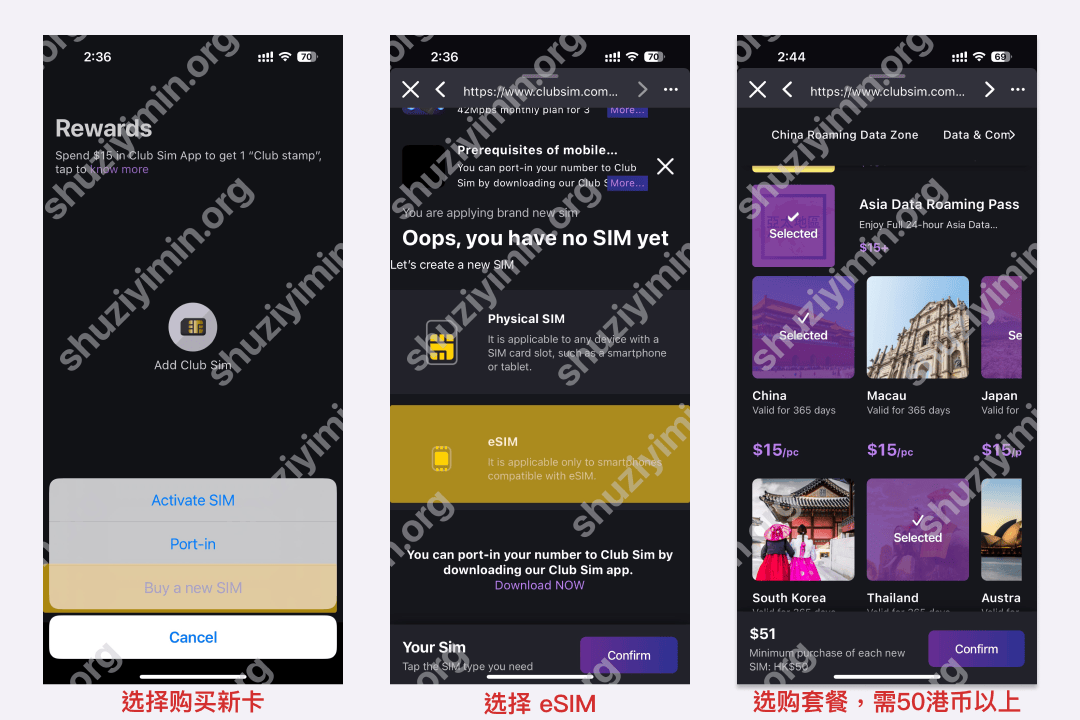 2:36
70
Rewards
Spend $15 in Club Sim App to get 1 “Club stamp”,
tap to know more
Add Club Sim
Activate SIM
Port-in
Buy a new SIM
Cancel
选择购买新卡
2:36
70
https://www.clubsim.com...
42Mbps monthly plan for 3
More...
Prerequisites of mobile...
You can port-in your number to Club
Sim by downloading our Club S
More...
You are applying brand new sim
Oops, you have no SIM yet
Let’s create a new SIM
Physical SIM
It is applicable to any device with a
SIM card slot, such as a smartphone
or tablet.
eSIM
It is applicable only to smartphones
compatible with eSIM.
You can port-in your number to Club Sim by
downloading our Club Sim app.
Download NOW
Your Sim
Tap the SIM type you need
Confirm
选择 eSIM
2:44
69
https://www.clubsim.com...
China Roaming Data Zone
Data & Com
Selected
Asia Data Roaming Pass
Enjoy Full 24-hour Asia Data...
$15+
Selected
Se
China
Macau
Japan
Valid for 365 days
Valid for 365 days
Valid for
$15/pc
$15/pc
$15/p
Selected
South Korea
Thailand
Austra
Valid for 365 days
Valid for 365 days
Valid for
$51
Minimum purchase of each new
SIM: HK$50
Confirm
选购套餐，需50港币以上
shuziyimin.org